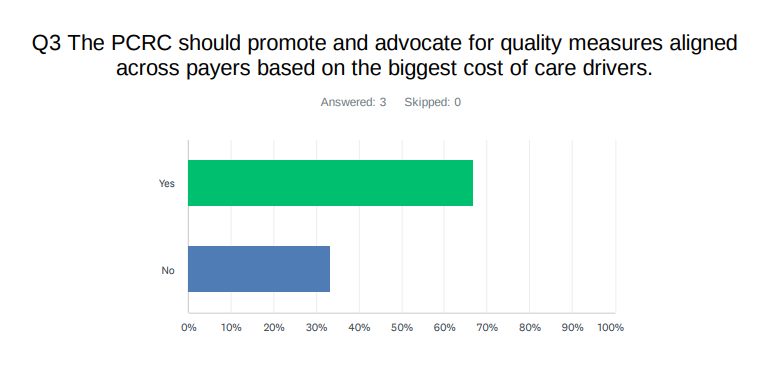 Q3 The PCRC should promote and advocate for quality measures aligned
across payers based on the biggest cost of care drivers.
Answered: 3 Skipped: 0
Yes
No
0% 10% 20% 30% 40% 50% 60% 70% 80% 90% 100%